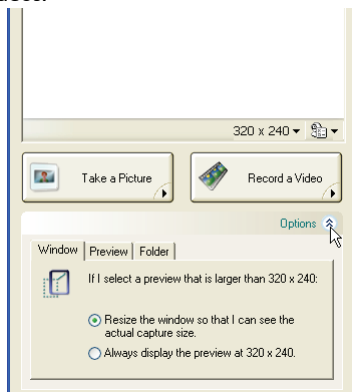 320 x 240
Take a Picture Record a Video
Options
Window Preview Folder
If I select a preview that is larger than 320 x 240:
Resize the window so that I can see the
actual capture size.
Always display the preview at 320 x 240.